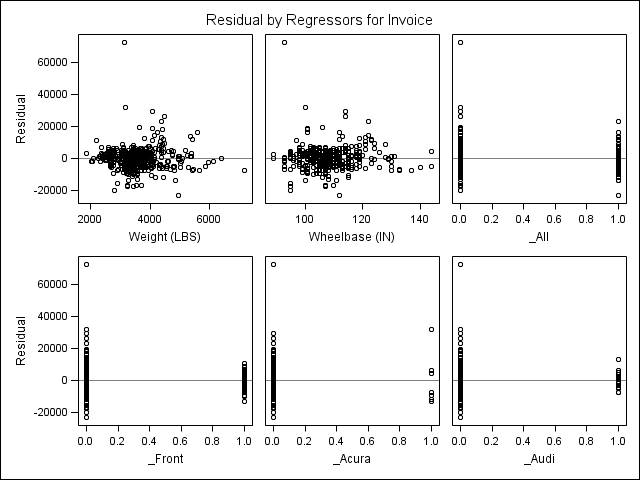 Residual by Regressors for Invoice
60000
40000
20000
0
-20000
Residual
2000 4000 6000
Weight (LBS)
100 120 140
Wheelbase (IN)
0.0 0.2 0.4 0.6 0.8 1.0
_All
60000
40000
20000
0
-20000
Residual
0.0 0.2 0.4 0.6 0.8 1.0
_Front
0.0 0.2 0.4 0.6 0.8 1.0
_Acura
0.0 0.2 0.4 0.6 0.8 1.0
_Audi